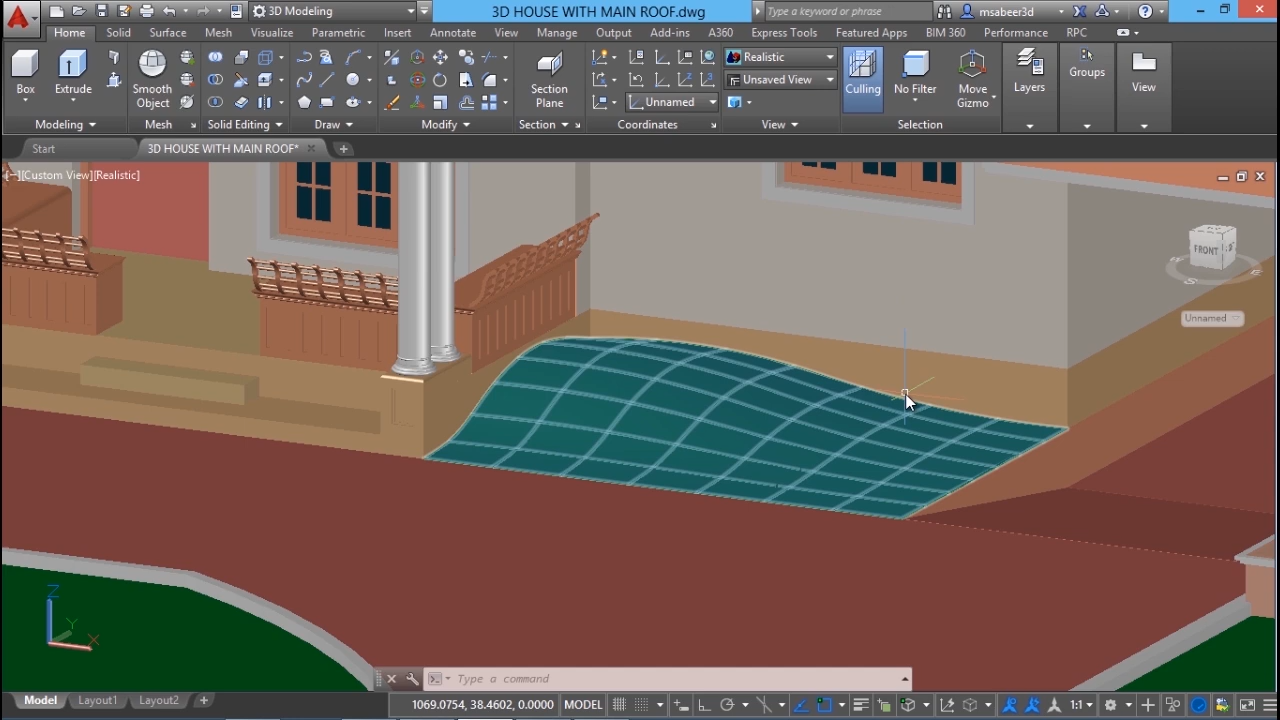 3D Modeling
3D HOUSE WITH MAIN ROOF.dwg
Type a keyword or phrase
msabeer3d
Home Solid Surface Mesh Visualize Parametric Insert Annotate View Manage Output Add-ins A360 Express Tools Featured Apps BIM 360 Performance RPC
Realistic
Unsaved View
Unnamed
Box
Extrude
Smooth
Object
Section
Plane
Culling
No Filter
Move
Gizmo
Layers
Groups
View
Modeling
Mesh
Solid Editing
Draw
Modify
Section
Coordinates
View
Selection
Start
3D HOUSE WITH MAIN ROOF*
[−][Custom View][Realistic]
FRONT
Unnamed
Z
Y
X
Type a command
Model Layout1 Layout2
1069.0754, 38.4602, 0.0000 MODEL
1:1